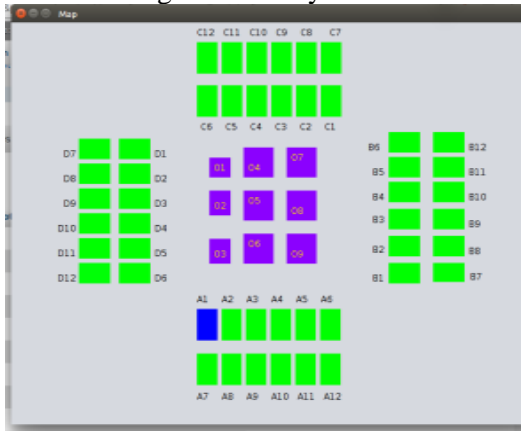 Map
C12 C11 C10 C9 C8 C7
C6 C5 C4 C3 C2 C1
D7 D1
D8 D2
D9 D3
D10 D4
D11 D5
D12 D6
O1 O4 O7
O2 O5 O8
O3 O6 O9
B6 B12
B5 B11
B4 B10
B3 B9
B2 B8
B1 B7
A1 A2 A3 A4 A5 A6
A7 A8 A9 A10 A11 A12